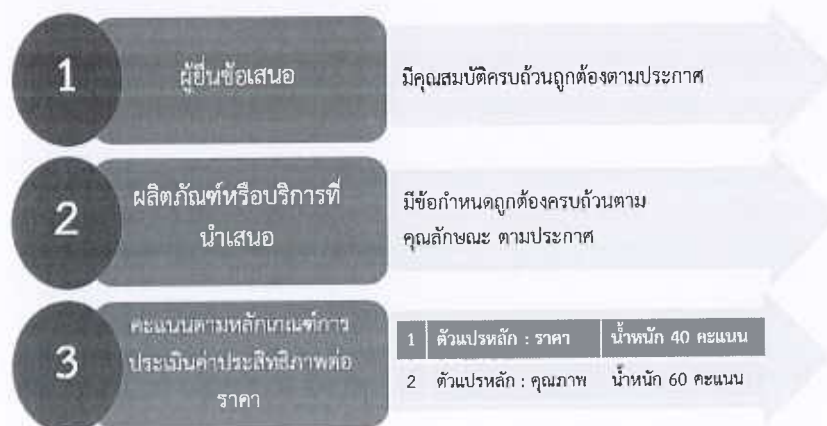 1
ผู้ยื่นข้อเสนอ
มีคุณสมบัติครบถ้วนถูกต้องตามประกาศ
2
ผลิตภัณฑ์หรือบริการที่
นำเสนอ
มีข้อกำหนดถูกต้องครบถ้วนตาม
คุณลักษณะ ตามประกาศ
3
คะแนนตามหลักเกณฑ์การ
ประเมินค่าประสิทธิภาพต่อ
ราคา
1 ตัวแปรหลัก : ราคา น้ำหนัก 40 คะแนน
2 ตัวแปรหลัก : คุณภาพ น้ำหนัก 60 คะแนน